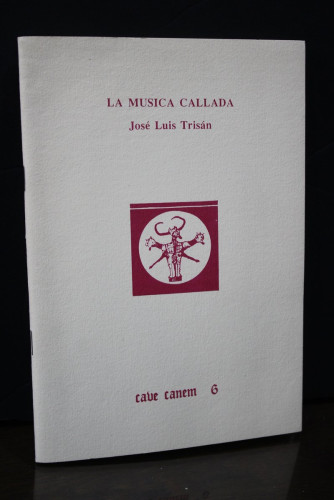 LA MUSICA CALLADA
José Luis Trisán
cave canem 6